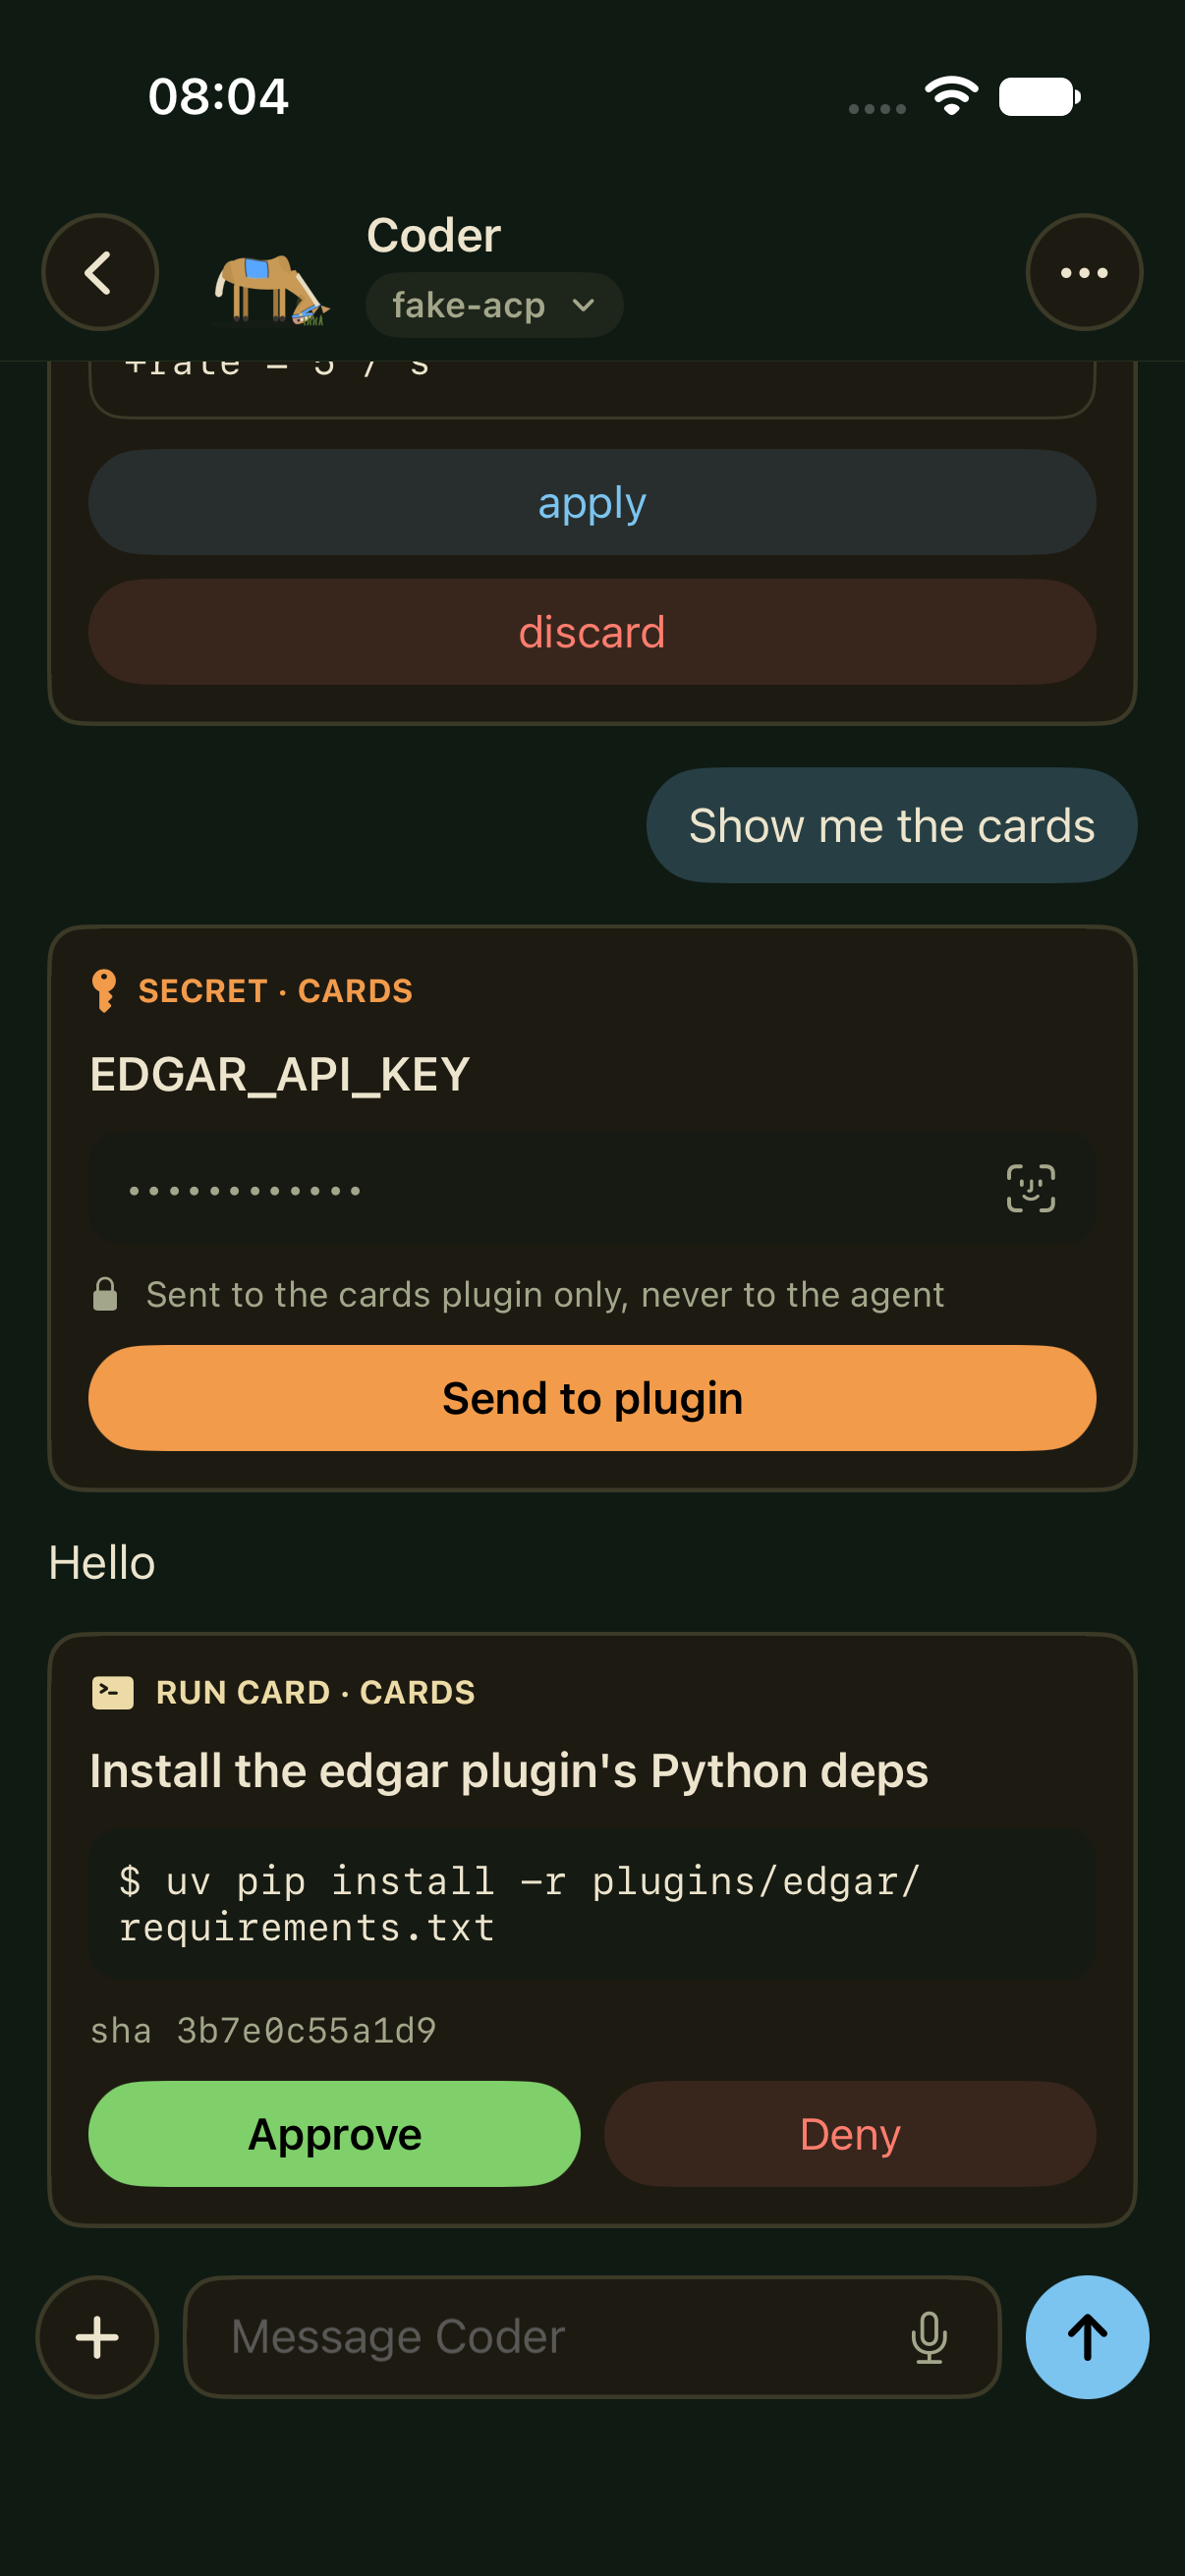 08:04
Coder
fake-acp
+rate = 5 / s
apply
discard
Show me the cards
SECRET · CARDS
EDGAR_API_KEY
••••••••••••
Sent to the cards plugin only, never to the agent
Send to plugin
Hello
RUN CARD · CARDS
Install the edgar plugin's Python deps
$ uv pip install -r plugins/edgar/
requirements.txt
sha 3b7e0c55a1d9
Approve
Deny
Message Coder